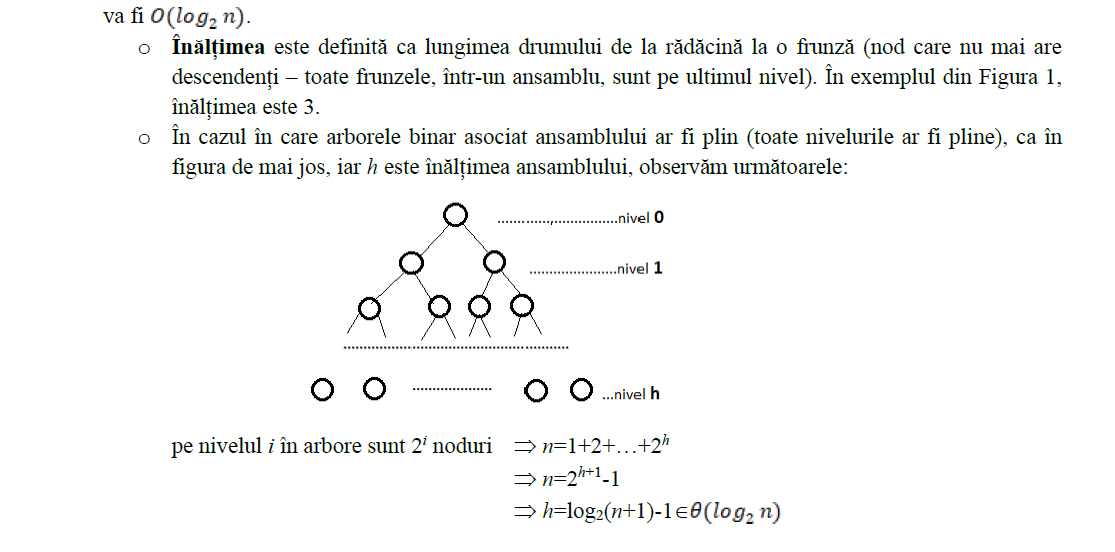 va fi O(log₂ n).
o Înălțimea este definită ca lungimea drumului de la rădăcină la o frunză (nod care nu mai are
descendenți – toate frunzele, într-un ansamblu, sunt pe ultimul nivel). În exemplul din Figura 1,
înălțimea este 3.
o În cazul în care arborele binar asociat ansamblului ar fi plin (toate nivelurile ar fi pline), ca în
figura de mai jos, iar h este înălțimea ansamblului, observăm următoarele:
.............,................nivel 0
.......................nivel 1
...nivel h
pe nivelul i în arbore sunt 2ⁱ noduri ⇒ n=1+2+…+2ʰ
⇒ n=2ʰ⁺¹-1
⇒ h=log₂(n+1)-1∈θ(log₂ n)